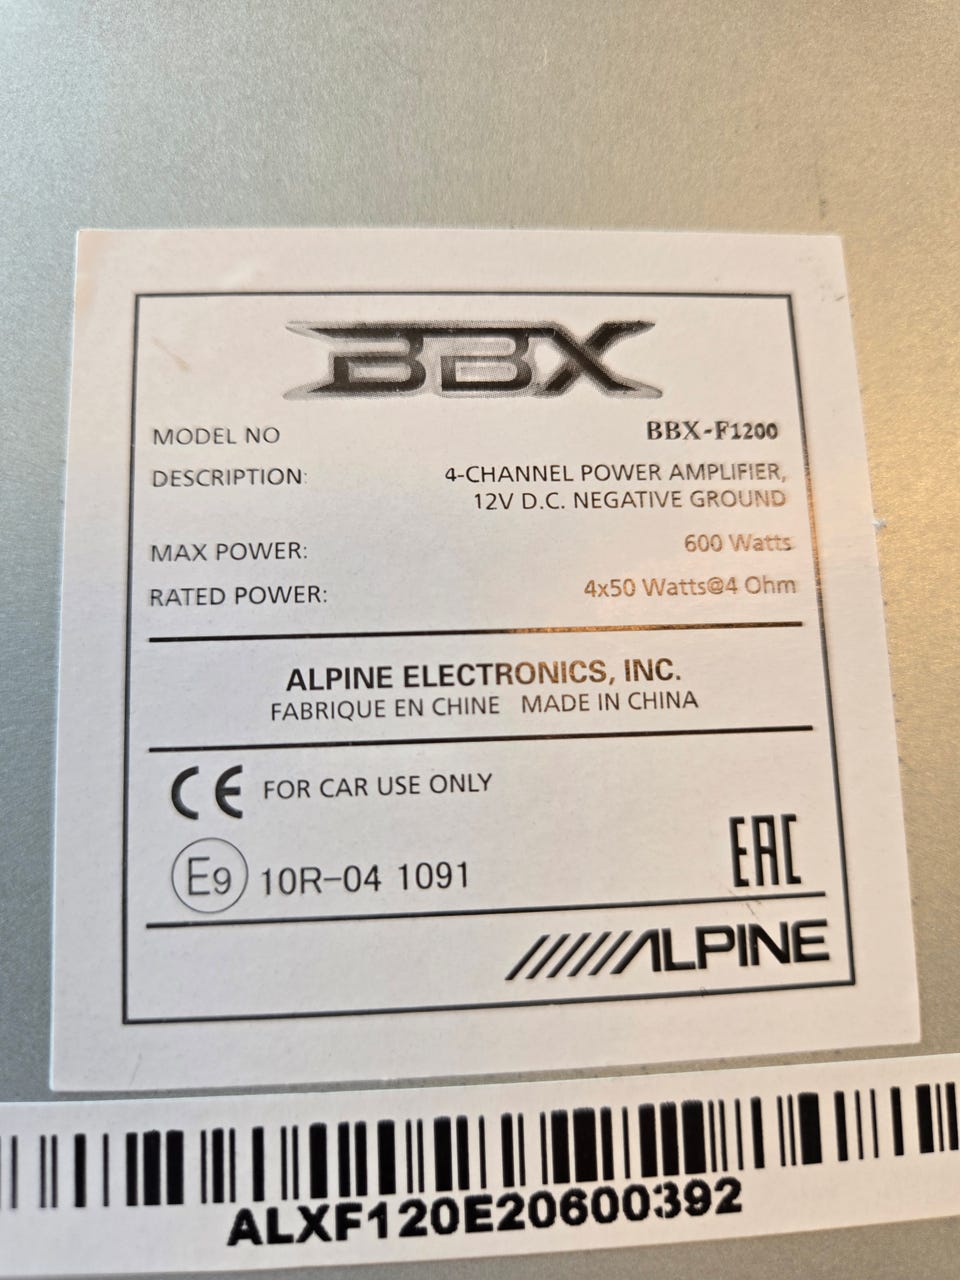 BBX
MODEL NO BBX-F1200
DESCRIPTION: 4-CHANNEL POWER AMPLIFIER,
12V D.C. NEGATIVE GROUND
MAX POWER: 600 Watts
RATED POWER: 4x50 Watts@4 Ohm
ALPINE ELECTRONICS, INC.
FABRIQUE EN CHINE MADE IN CHINA
CE FOR CAR USE ONLY
E9 10R-04 1091
EAC
ALPINE
ALXF120E20600392